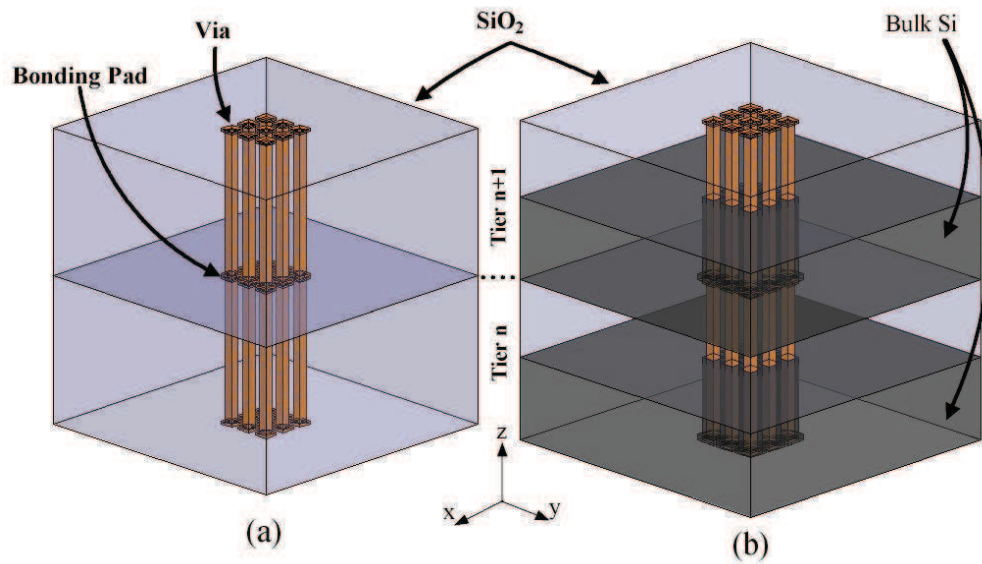 Via
SiO₂
Bulk Si
Bonding Pad
Tier n+1
Tier n
z
x
y
(a)
(b)